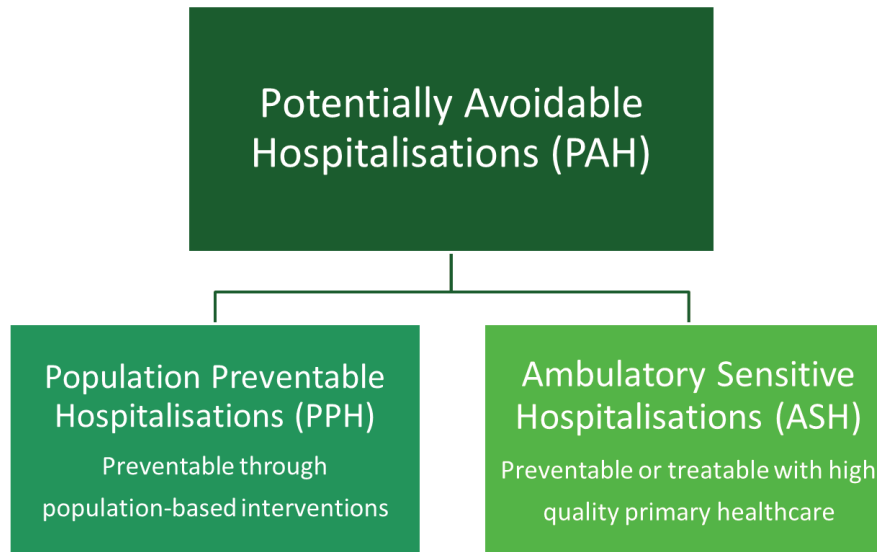 Potentially Avoidable
Hospitalisations (PAH)
Population Preventable
Hospitalisations (PPH)
Preventable through
population-based interventions
Ambulatory Sensitive
Hospitalisations (ASH)
Preventable or treatable with high
quality primary healthcare